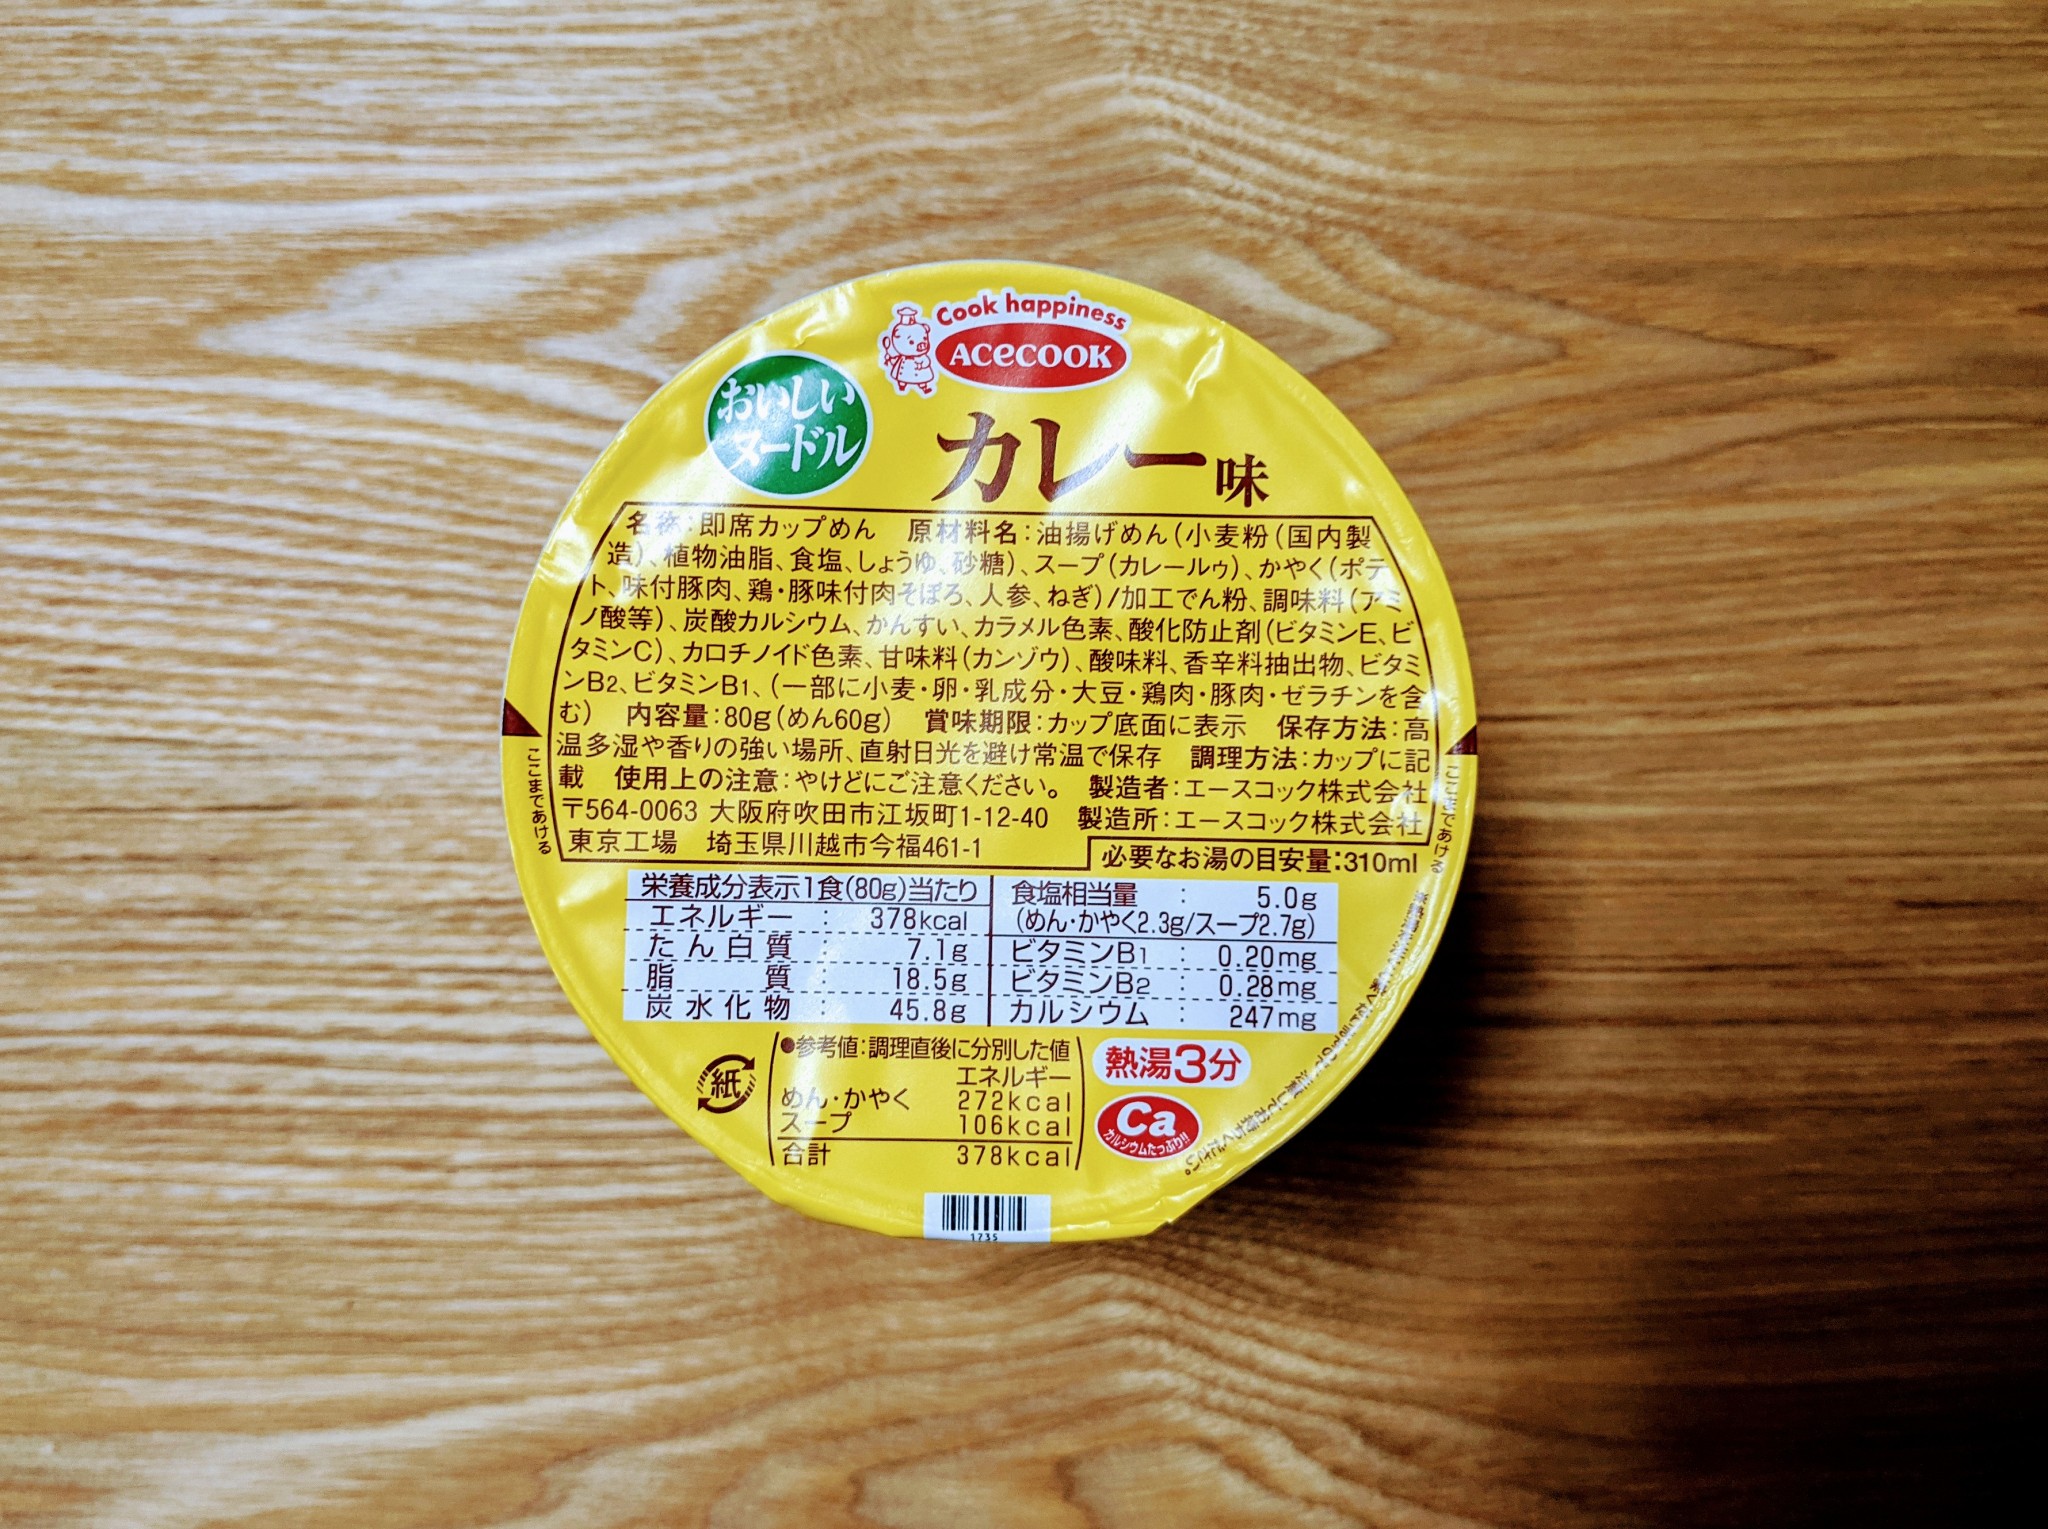 Cook happiness
ACECOOK
おいしい
ヌードル
カレー味
名称:即席カップめん 原材料名:油揚げめん(小麦粉(国内製
造)、植物油脂、食塩、しょうゆ、砂糖)、スープ(カレールゥ)、かやく(ポテ
ト、味付豚肉、鶏・豚味付肉そぼろ、人参、ねぎ)/加工でん粉、調味料(アミ
ノ酸等)、炭酸カルシウム、かんすい、カラメル色素、酸化防止剤(ビタミンE、ビ
タミンC)、カロチノイド色素、甘味料(カンゾウ)、酸味料、香辛料抽出物、ビタミ
ンB2、ビタミンB1、(一部に小麦・卵・乳成分・大豆・鶏肉・豚肉・ゼラチンを含
む) 内容量:80g(めん60g) 賞味期限:カップ底面に表示 保存方法:高
温多湿や香りの強い場所、直射日光を避け常温で保存 調理方法:カップに記
載 使用上の注意:やけどにご注意ください。 製造者:エースコック株式会社
〒564-0063 大阪府吹田市江坂町1-12-40 製造所:エースコック株式会社
東京工場 埼玉県川越市今福461-1
必要なお湯の目安量:310ml
ここまであける
ここまであける
栄養成分表示1食(80g)当たり
エネルギー : 378kcal
たん白質 : 7.1g
脂質 : 18.5g
炭水化物 : 45.8g
食塩相当量 : 5.0g
(めん・かやく2.3g/スープ2.7g)
ビタミンB1 : 0.20mg
ビタミンB2 : 0.28mg
カルシウム : 247mg
紙
●参考値:調理直後に分別した値
エネルギー
めん・かやく 272kcal
スープ 106kcal
合計 378kcal
熱湯3分
Ca
カルシウムたっぷり!!
1735